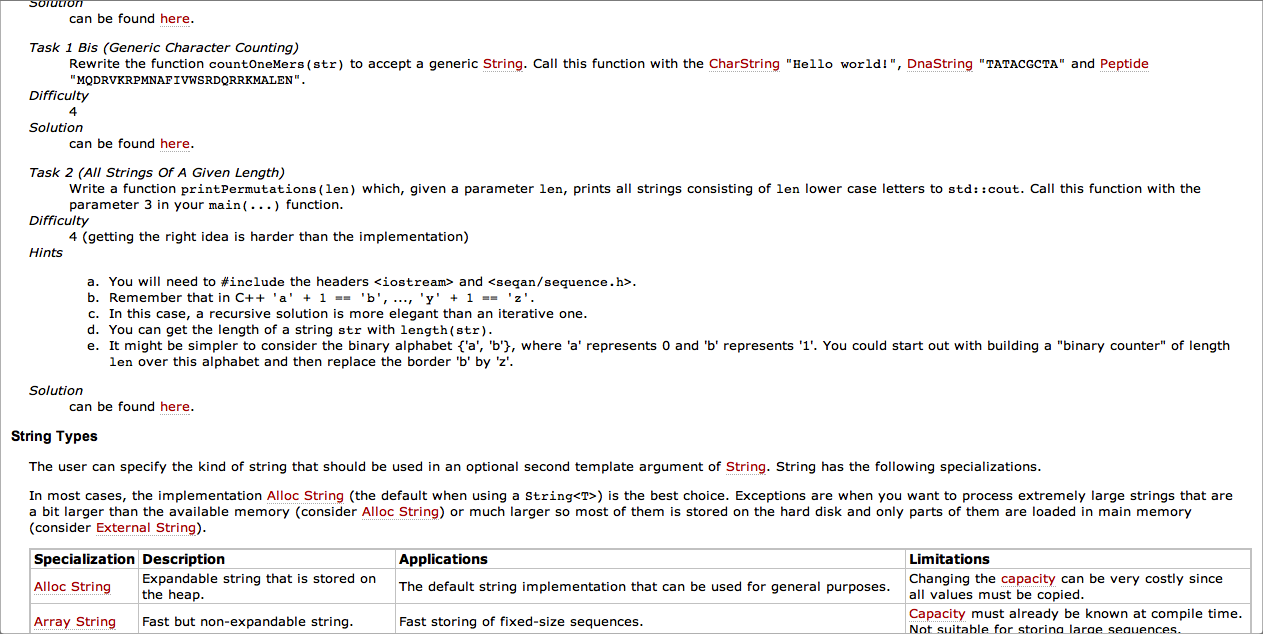 Solution
can be found here.
Task 1 Bis (Generic Character Counting)
Rewrite the function countOneMers(str) to accept a generic String. Call this function with the CharString "Hello world!", DnaString "TATACGCTA" and Peptide
"MQDRVKRPMNAFIVWSRDQRRKMALEN".
Difficulty
4
Solution
can be found here.
Task 2 (All Strings Of A Given Length)
Write a function printPermutations(len) which, given a parameter len, prints all strings consisting of len lower case letters to std::cout. Call this function with the
parameter 3 in your main(...) function.
Difficulty
4 (getting the right idea is harder than the implementation)
Hints
a. You will need to #include the headers <iostream> and <seqan/sequence.h>.
b. Remember that in C++ 'a' + 1 == 'b', ..., 'y' + 1 == 'z'.
c. In this case, a recursive solution is more elegant than an iterative one.
d. You can get the length of a string str with length(str).
e. It might be simpler to consider the binary alphabet {'a', 'b'}, where 'a' represents 0 and 'b' represents '1'. You could start out with building a "binary counter" of length
len over this alphabet and then replace the border 'b' by 'z'.
Solution
can be found here.
String Types
The user can specify the kind of string that should be used in an optional second template argument of String. String has the following specializations.
In most cases, the implementation Alloc String (the default when using a String<T>) is the best choice. Exceptions are when you want to process extremely large strings that are
a bit larger than the available memory (consider Alloc String) or much larger so most of them is stored on the hard disk and only parts of them are loaded in main memory
(consider External String).
Specialization Description Applications Limitations
Alloc String Expandable string that is stored on the heap. The default string implementation that can be used for general purposes. Changing the capacity can be very costly since all values must be copied.
Array String Fast but non-expandable string. Fast storing of fixed-size sequences. Capacity must already be known at compile time. Not suitable for storing large sequences.